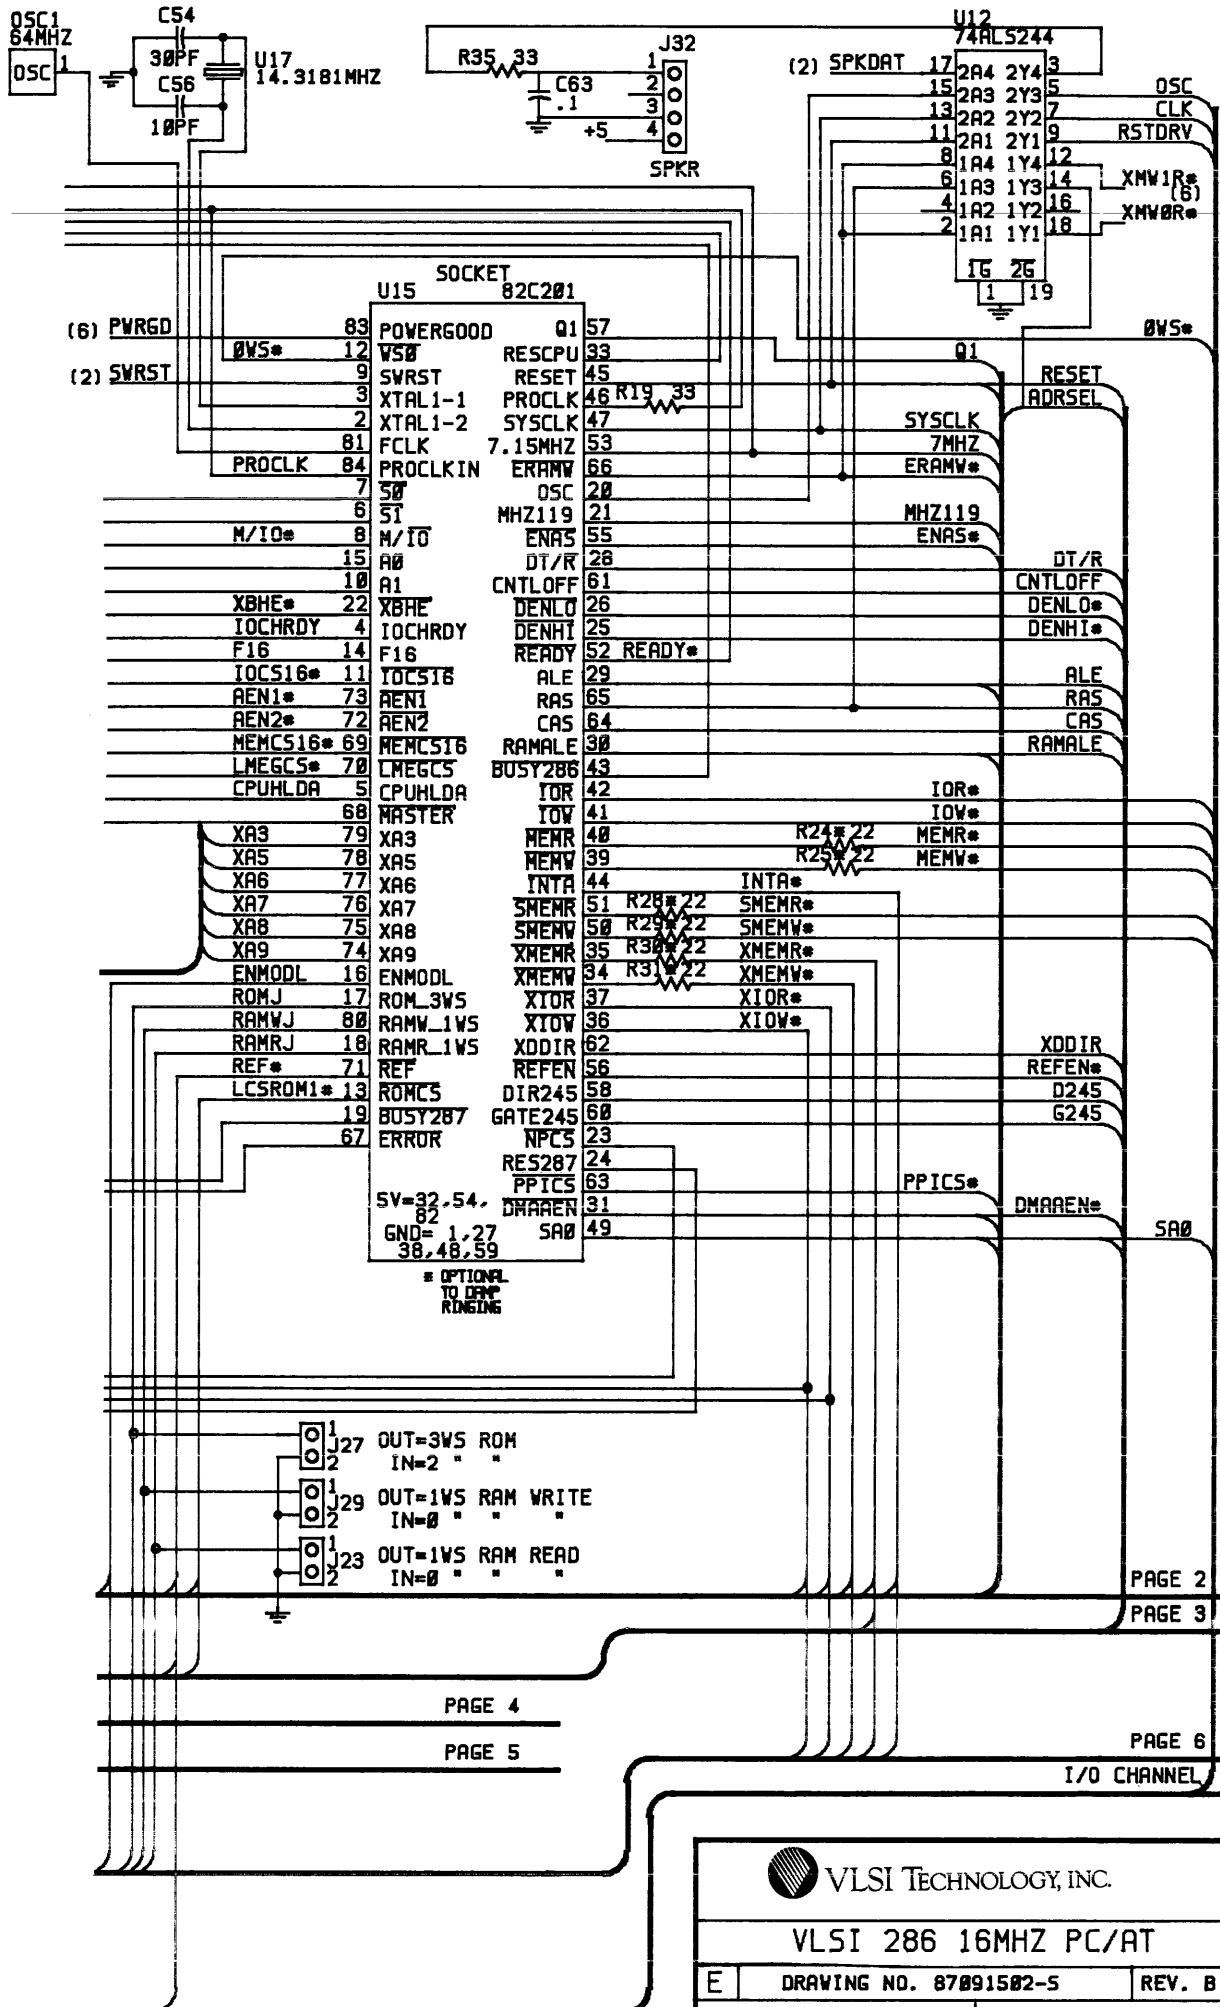 OSC1
64MHZ
OSC 1
C54
30PF
C56
10PF
U17
14.3181MHZ
R35 33
C63
.1
+5
J32
1
2
3
4
SPKR
U12
74ALS244
(2) SPKDAT 17 2A4 2Y4 3
15 2A3 2Y3 5 OSC
13 2A2 2Y2 7 CLK
11 2A1 2Y1 9 RSTDRV
8 1A4 1Y4 12 XMW1R*
6 1A3 1Y3 14 (6)
4 1A2 1Y2 16 XMW0R*
2 1A1 1Y1 18
1G 2G
1 19
0WS*
SOCKET
U15 82C201
(6) PWRGD 83 POWERGOOD Q1 57 Q1
0WS* 12 WS0 RESCPU 33
(2) SWRST 9 SWRST RESET 45 RESET
3 XTAL1-1 PROCLK 46 R19 33 ADRSEL
2 XTAL1-2 SYSCLK 47 SYSCLK
81 FCLK 7.15MHZ 53 7MHZ
PROCLK 84 PROCLKIN ERAMW 66 ERAMW*
7 S0 OSC 20
6 S1 MHZ119 21 MHZ119
M/IO* 8 M/IO ENAS 55 ENAS*
15 A0 DT/R 28 DT/R
10 A1 CNTLOFF 61 CNTLOFF
XBHE* 22 XBHE DENLO 26 DENLO*
IOCHRDY 4 IOCHRDY DENHI 25 DENHI*
F16 14 F16 READY 52 READY*
IOCS16* 11 IOCS16 ALE 29 ALE
AEN1* 73 AEN1 RAS 65 RAS
AEN2* 72 AEN2 CAS 64 CAS
MEMCS16* 69 MEMCS16 RAMALE 30 RAMALE
LMEGCS* 70 LMEGCS BUSY286 43
CPUHLDA 5 CPUHLDA IOR 42 IOR*
68 MASTER IOW 41 IOW*
XA3 79 XA3 MEMR 40 R24* 22 MEMR*
XA5 78 XA5 MEMW 39 R25* 22 MEMW*
XA6 77 XA6 INTA 44 INTA*
XA7 76 XA7 SMEMR 51 R28* 22 SMEMR*
XA8 75 XA8 SMEMW 50 R29* 22 SMEMW*
XA9 74 XA9 XMEMR 35 R30* 22 XMEMR*
ENMODL 16 ENMODL XMEMW 34 R31* 22 XMEMW*
ROMJ 17 ROM_3WS XIOR 37 XIOR*
RAMWJ 80 RAMW_1WS XIOW 36 XIOW*
RAMRJ 18 RAMR_1WS XDDIR 62 XDDIR
REF* 71 REF REFEN 56 REFEN*
LCSROM1* 13 ROMCS DIR245 58 D245
19 BUSY287 GATE245 60 G245
67 ERROR NPCS 23
RES287 24
PPICS 63 PPICS*
DMAAEN 31 DMAAEN*
SA0 49 SA0
5V=32,54,
82
GND= 1,27
38,48,59
* OPTIONAL
TO DAMP
RINGING
1
2
J27 OUT=3WS ROM
IN=2 " "
1
2
J29 OUT=1WS RAM WRITE
IN=0 " " "
1
2
J23 OUT=1WS RAM READ
IN=0 " " "
PAGE 2
PAGE 3
PAGE 4
PAGE 5
PAGE 6
I/O CHANNEL
VLSI TECHNOLOGY, INC.
VLSI 286 16MHZ PC/AT
E DRAWING NO. 87091502-5 REV. B